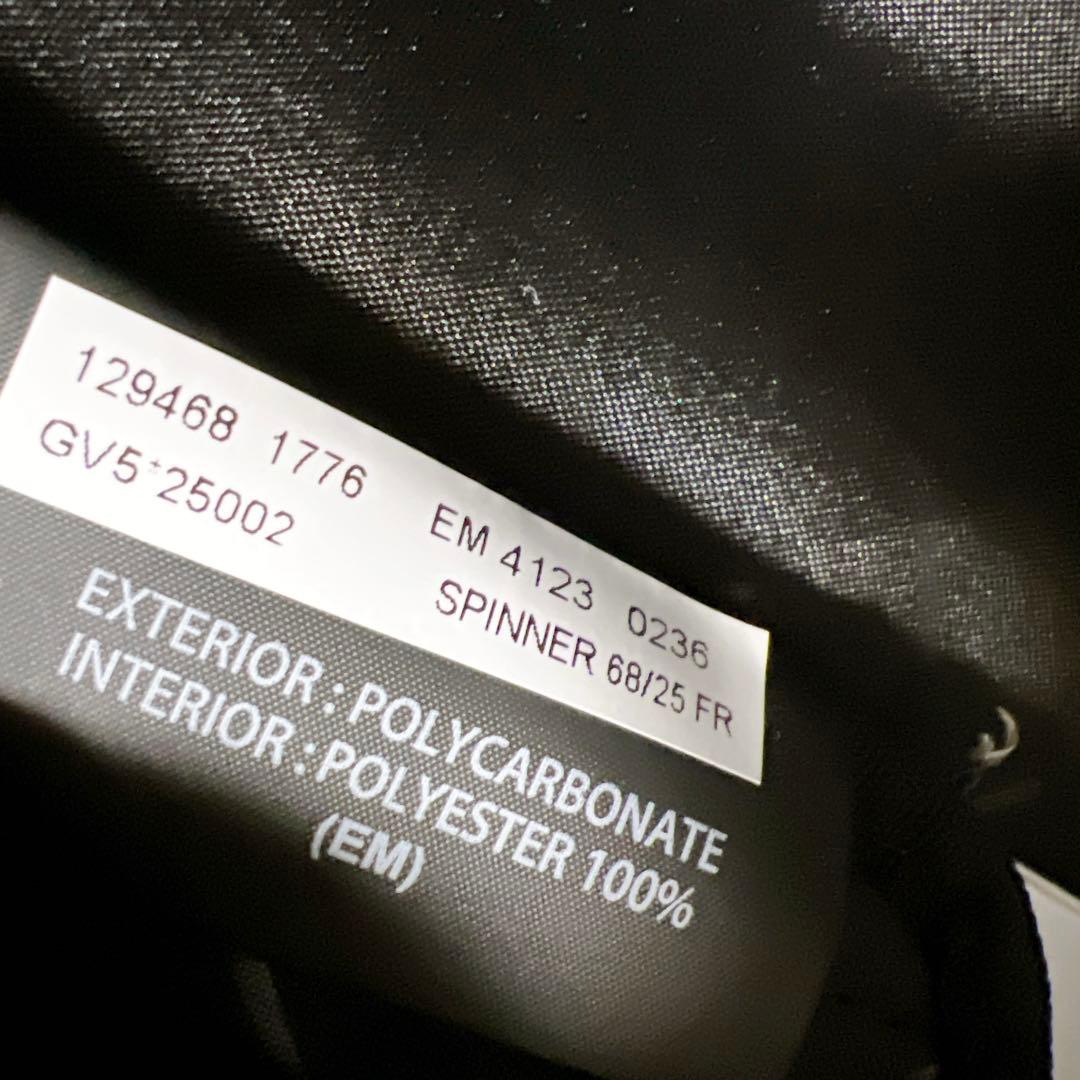 129468 1776 EM 4123 0236
GV5*25002 SPINNER 68/25 FR
EXTERIOR : POLYCARBONATE
INTERIOR : POLYESTER 100%
(EM)